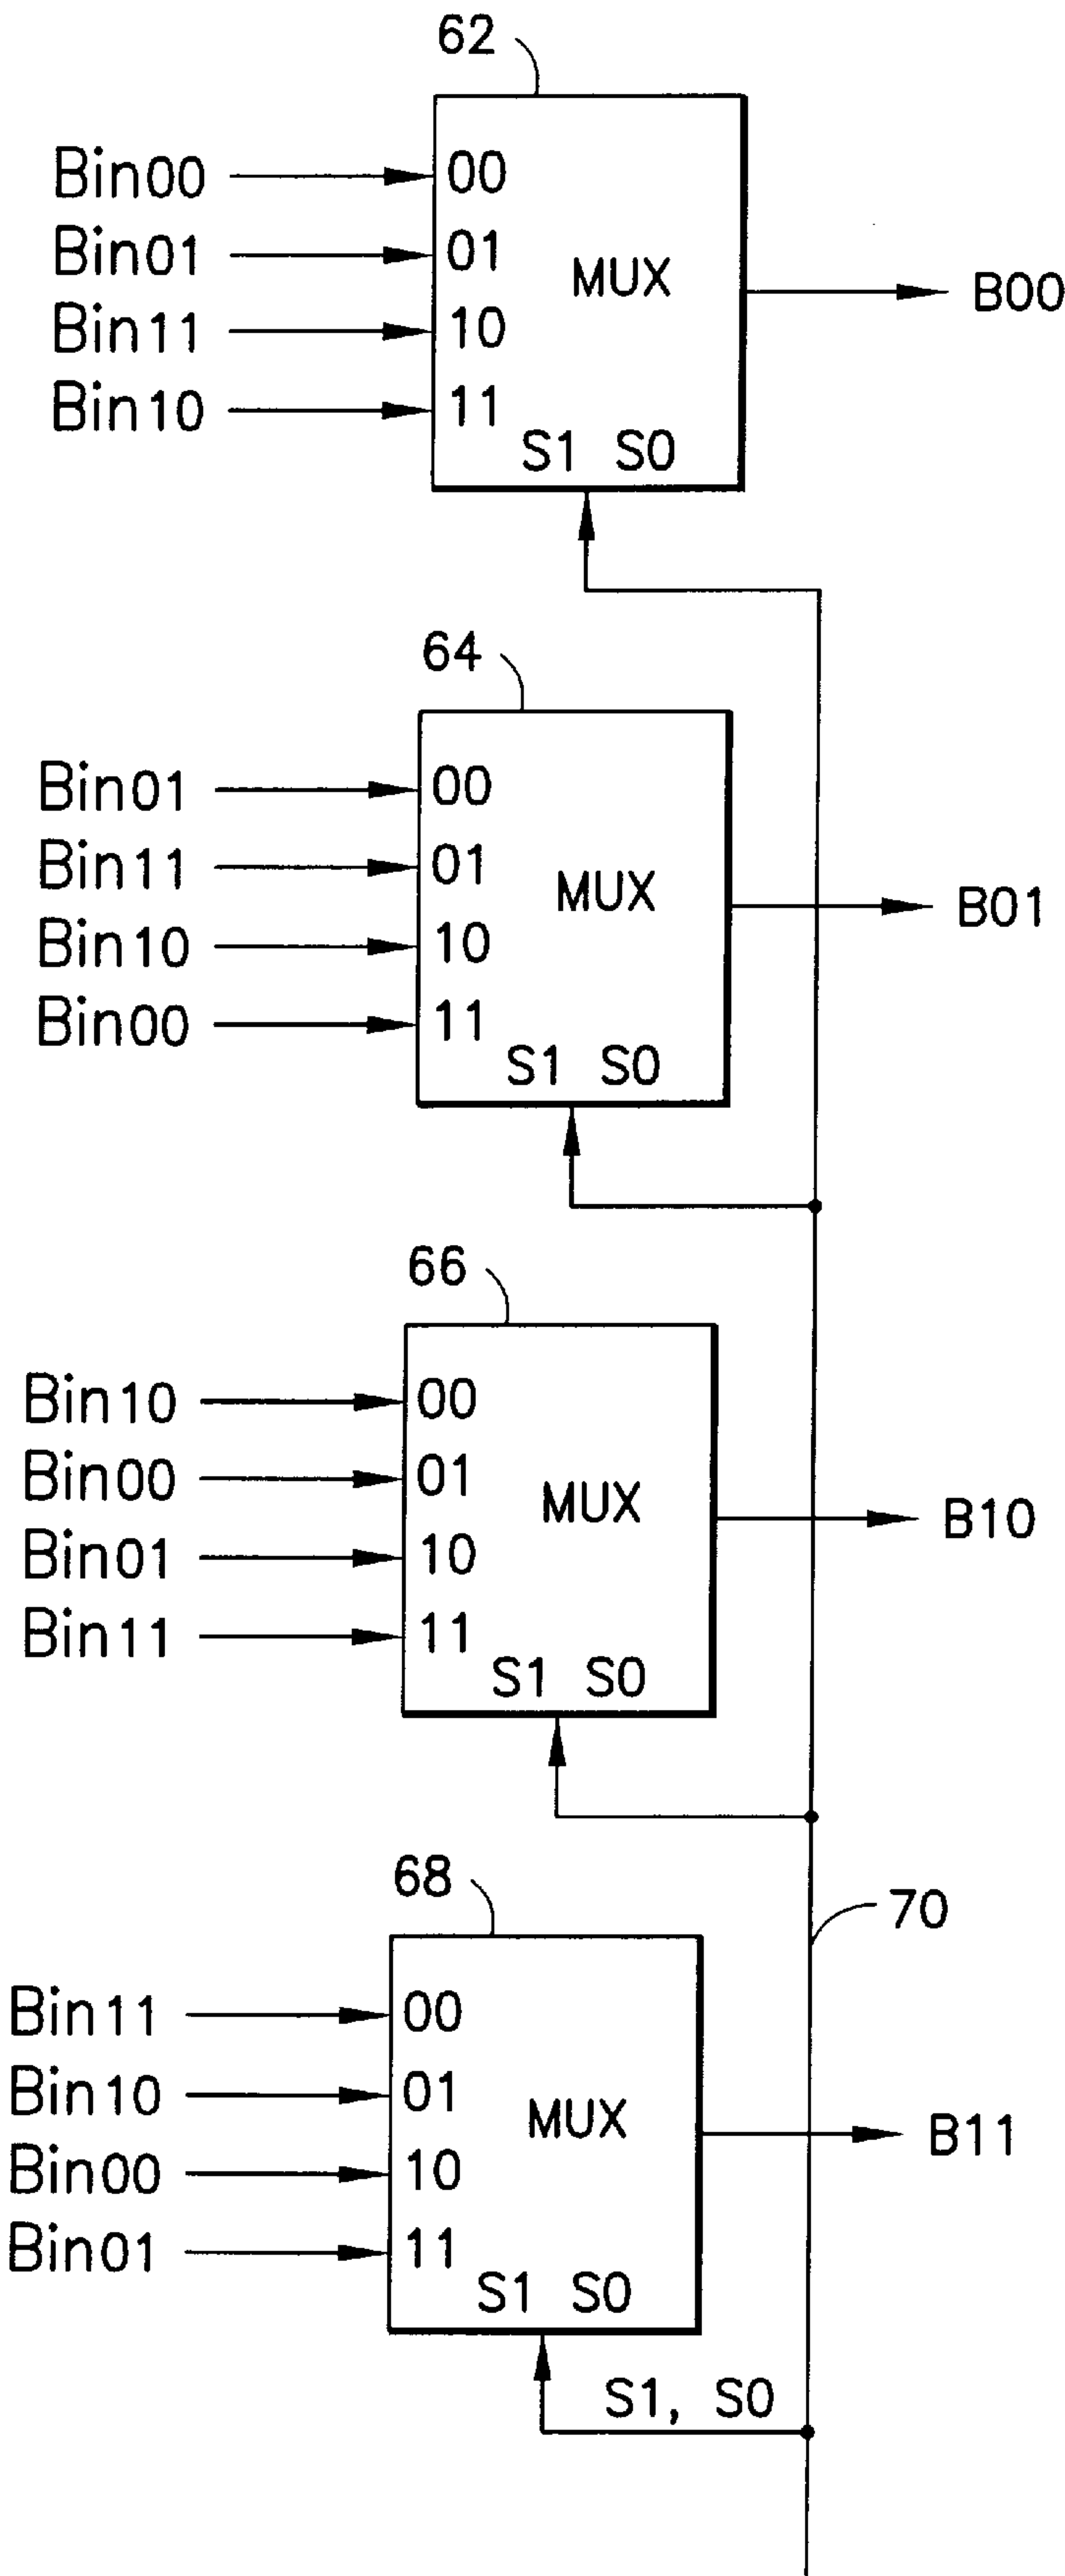 62
Bin00 00
Bin01 01
MUX
B00
Bin11 10
Bin10 11
S1 S0
64
Bin01 00
Bin11 01
MUX
B01
Bin10 10
Bin00 11
S1 S0
66
Bin10 00
Bin00 01
MUX
B10
Bin01 10
Bin11 11
S1 S0
68
70
Bin11 00
Bin10 01
MUX
B11
Bin00 10
Bin01 11
S1 S0
S1, S0